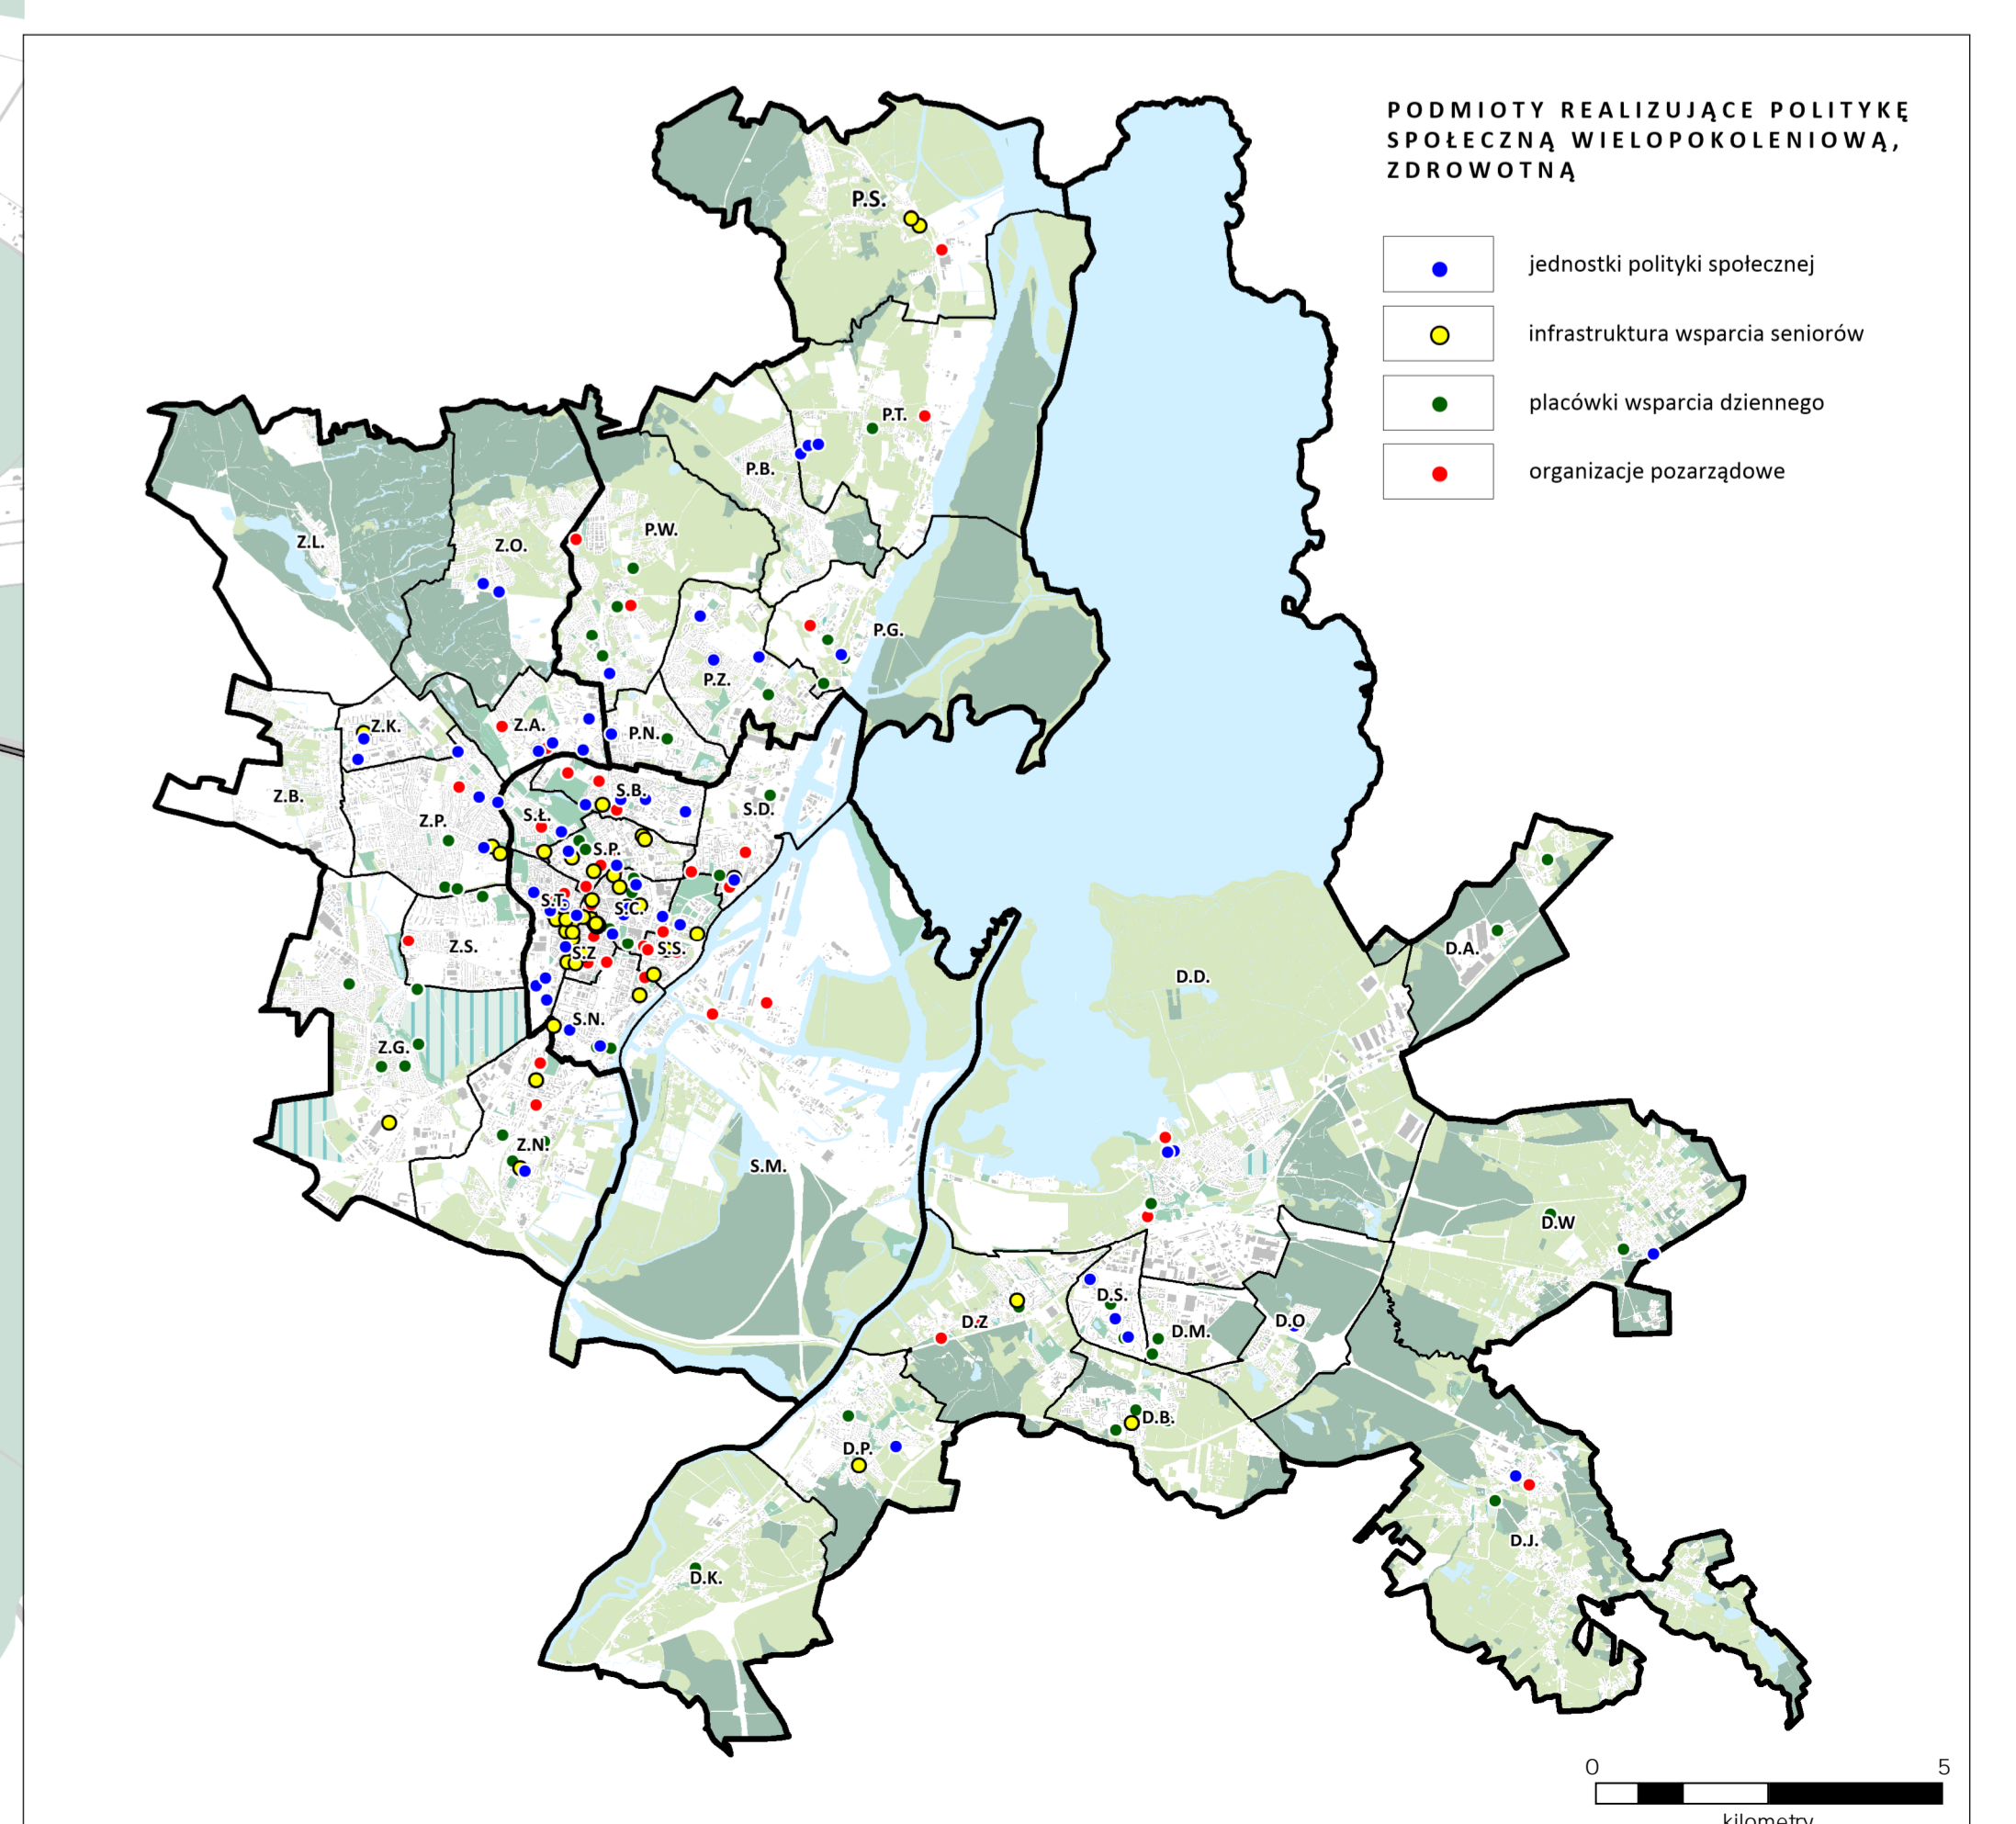 PODMIOTY REALIZUJĄCE POLITYKĘ
SPOŁECZNĄ WIELOPOKOLENIOWĄ,
ZDROWOTNĄ
jednostki polityki społecznej
infrastruktura wsparcia seniorów
placówki wsparcia dziennego
organizacje pozarządowe
P.S.
P.T.
P.B.
P.W.
Z.L.
Z.O.
P.G.
P.Z.
Z.K.
Z.A.
P.N.
Z.B.
S.B.
S.D.
Z.P.
S.Ł.
S.P.
S.T.
S.C.
Z.S.
S.Z
S.S.
D.A.
D.D.
S.N.
Z.G.
Z.N.
S.M.
D.W
D.S.
D.Z
D.M.
D.O
D.B.
D.P.
D.J.
D.K.
0 5
kilometry